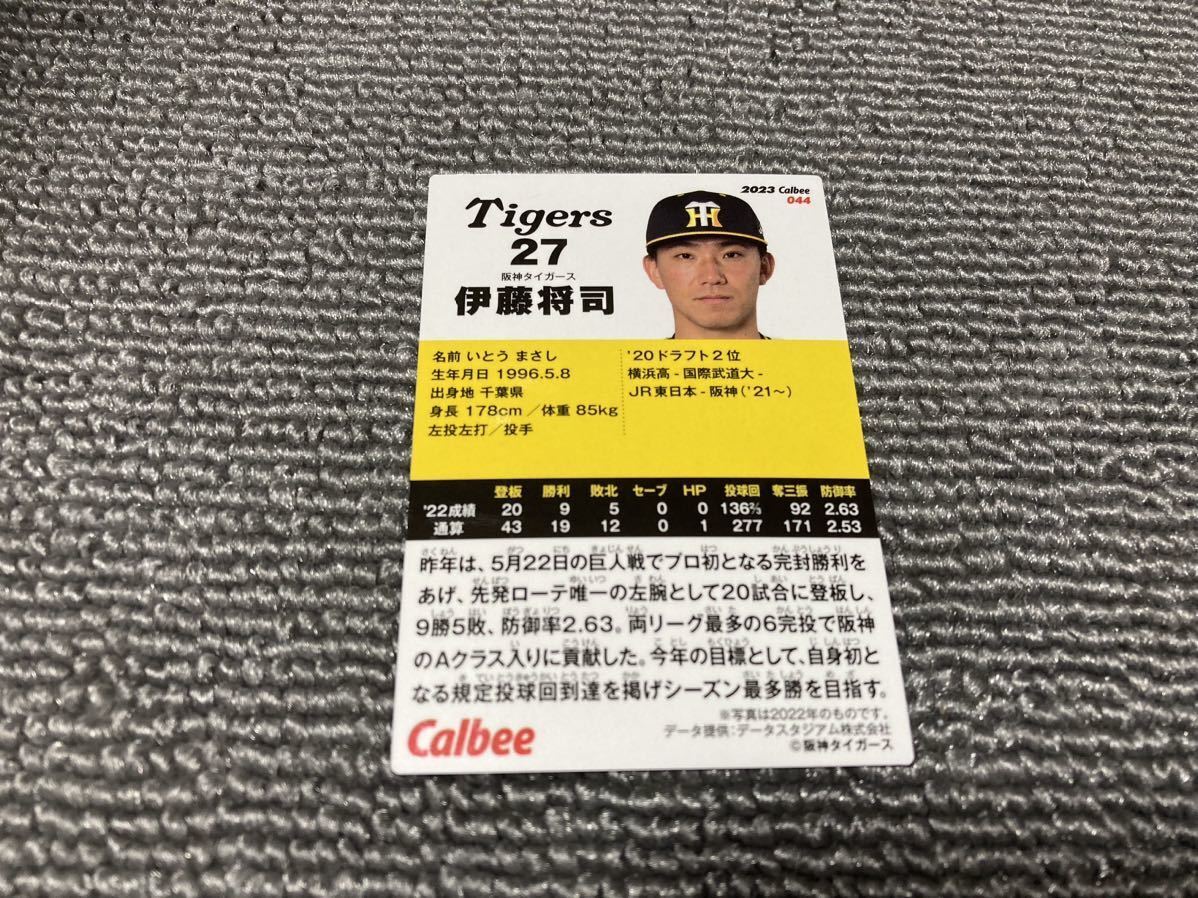 2023 Calbee
044
Tigers
27
阪神タイガース
伊藤将司
名前 いとう まさし
生年月日 1996.5.8
出身地 千葉県
身長 178cm／体重 85kg
左投左打／投手
'20ドラフト2位
横浜高-国際武道大-
JR東日本-阪神('21〜)
登板 勝利 敗北 セーブ HP 投球回 奪三振 防御率
'22成績 20 9 5 0 0 136⅔ 92 2.63
通算 43 19 12 0 1 277 171 2.53
昨年は、5月22日の巨人戦でプロ初となる完封勝利を
あげ、先発ローテ唯一の左腕として20試合に登板し、
9勝5敗、防御率2.63。両リーグ最多の6完投で阪神
のAクラス入りに貢献した。今年の目標として、自身初と
なる規定投球回到達を掲げシーズン最多勝を目指す。
※写真は2022年のものです。
データ提供:データスタジアム株式会社
©阪神タイガース
Calbee